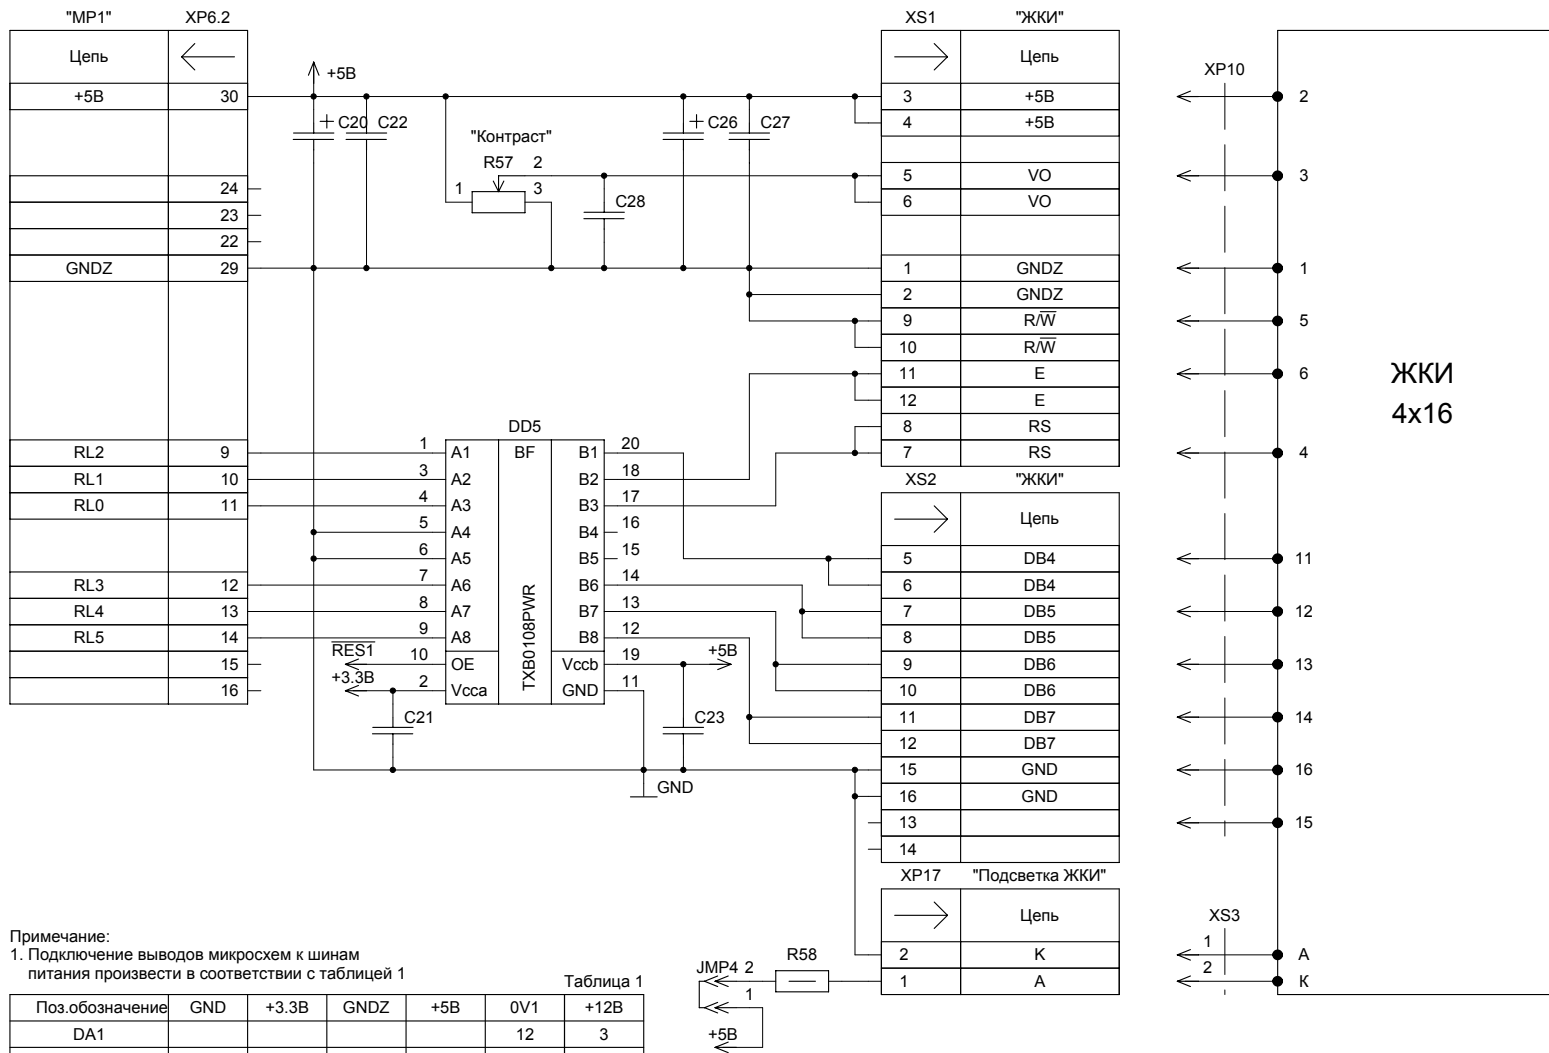 "MP1" XP6.2
Цепь
+5В 30
24
23
22
GNDZ 29
RL2 9
RL1 10
RL0 11
RL3 12
RL4 13
RL5 14
15
16
+5В
C20 C22
"Контраст"
R57 2
1 3
C28
C26 C27
DD5
BF
TXB0108PWR
1 A1 B1 20
3 A2 B2 18
4 A3 B3 17
5 A4 B4 16
6 A5 B5 15
7 A6 B6 14
8 A7 B7 13
9 A8 B8 12
RES1 10 OE Vccb 19 +5В
+3.3В 2 Vcca GND 11
C21
C23
GND
XS1 "ЖКИ"
Цепь
3 +5В
4 +5В
5 VO
6 VO
1 GNDZ
2 GNDZ
9 R/W
10 R/W
11 E
12 E
8 RS
7 RS
XS2 "ЖКИ"
Цепь
5 DB4
6 DB4
7 DB5
8 DB5
9 DB6
10 DB6
11 DB7
12 DB7
15 GND
16 GND
13
14
XP17 "Подсветка ЖКИ"
Цепь
2 K
1 A
R58
JMP4 2
1
+5В
XP10
2
3
1
5
6
4
11
12
13
14
16
15
XS3
1 A
2 К
ЖКИ
4x16
Примечание:
1. Подключение выводов микросхем к шинам
питания произвести в соответствии с таблицей 1
Таблица 1
Поз.обозначение GND +3.3В GNDZ +5В 0V1 +12В
DA1 12 3